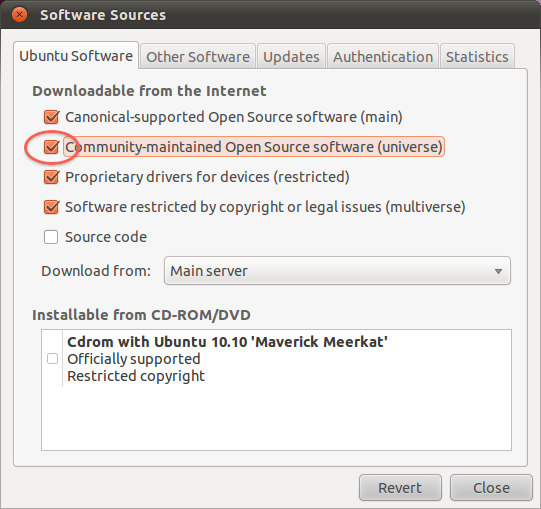 Software Sources
Ubuntu Software
Other Software
Updates
Authentication
Statistics
Downloadable from the Internet
Canonical-supported Open Source software (main)
Community-maintained Open Source software (universe)
Proprietary drivers for devices (restricted)
Software restricted by copyright or legal issues (multiverse)
Source code
Download from: Main server
Installable from CD-ROM/DVD
Cdrom with Ubuntu 10.10 'Maverick Meerkat'
Officially supported
Restricted copyright
Revert
Close